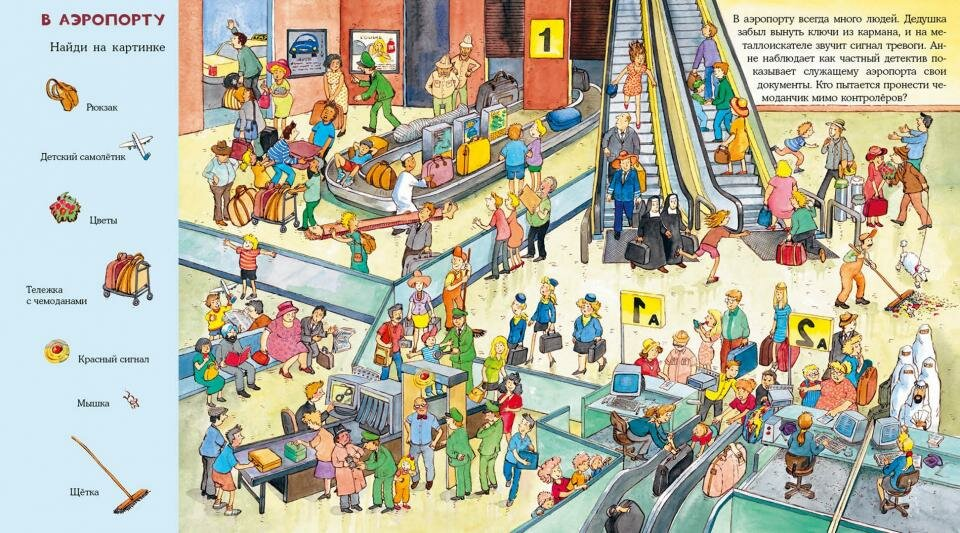 В АЭРОПОРТУ
Найди на картинке
Рюкзак
Детский самолётик
Цветы
Тележка
с чемоданами
Красный сигнал
Мышка
Щётка
В аэропорту всегда много людей. Дедушка
забыл вынуть ключи из кармана, и на ме-
таллоискателе звучит сигнал тревоги. Ан-
не наблюдает как частный детектив по-
казывает служащему аэропорта свои
документы. Кто пытается пронести че-
моданчик мимо контролёров?
1
1
A
2
A